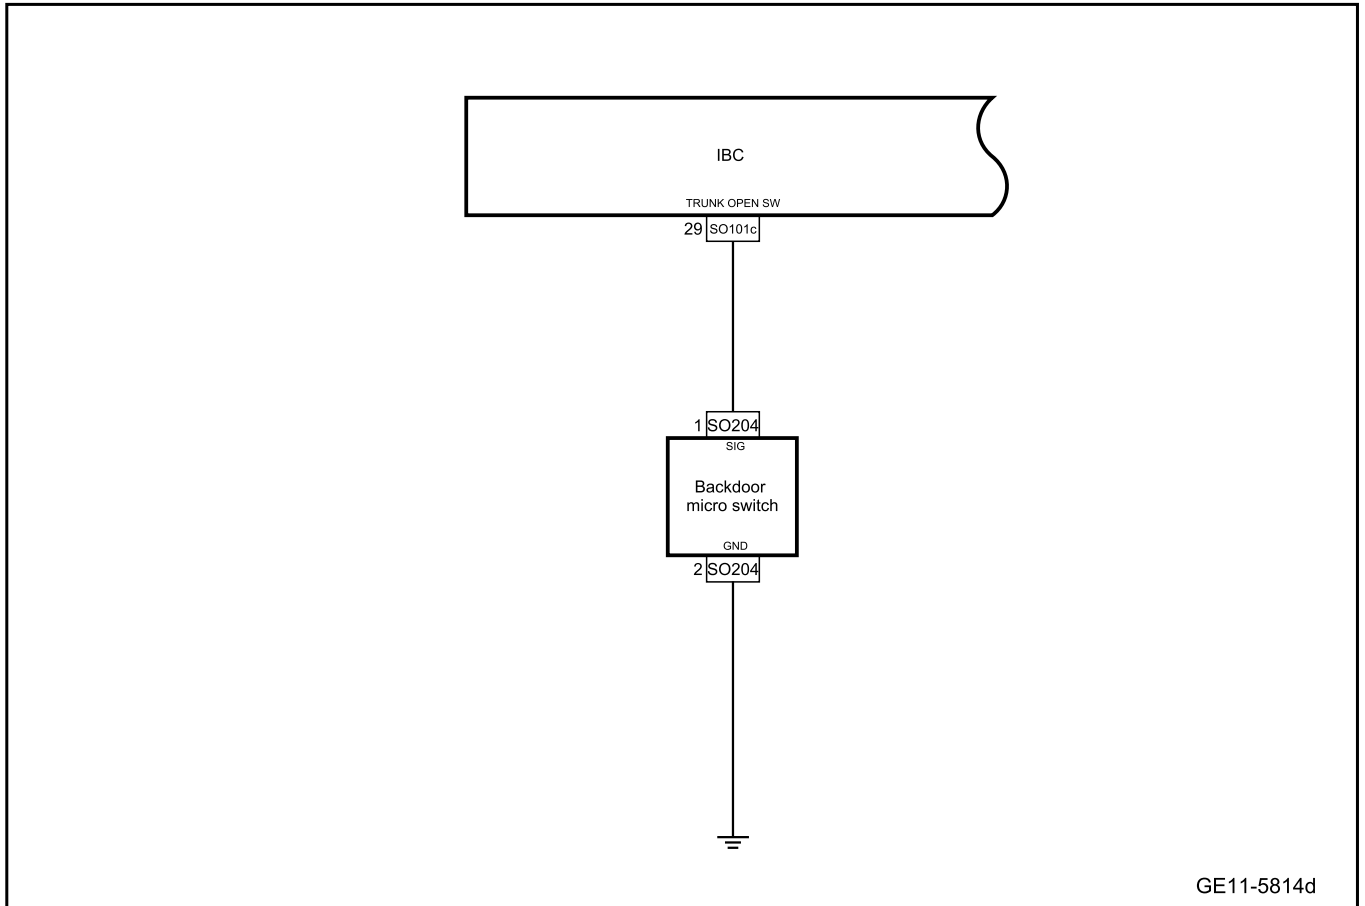 IBC
TRUNK OPEN SW
29 SO101c
1 SO204
SIG
Backdoor
micro switch
GND
2 SO204
GE11-5814d